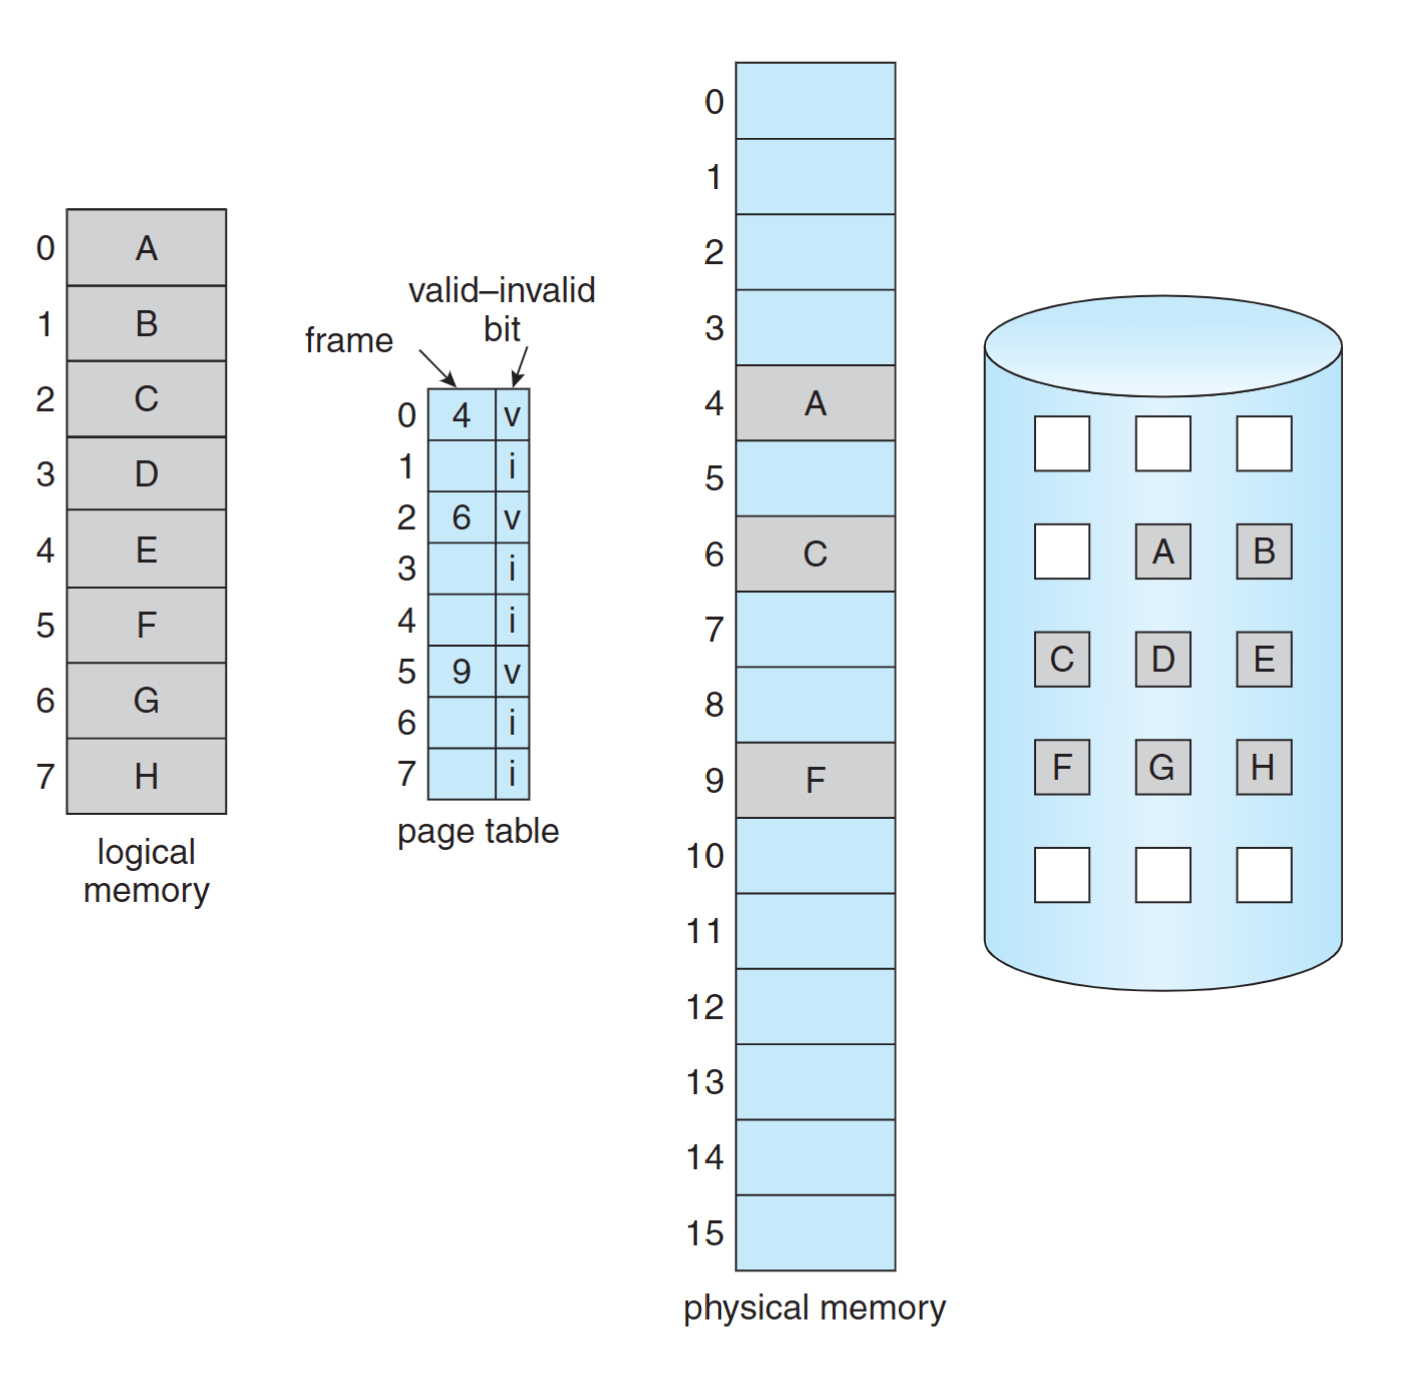 0 A
1 B
2 C
3 D
4 E
5 F
6 G
7 H
logical
memory
valid–invalid
bit
frame
0 4 v
1 i
2 6 v
3 i
4 i
5 9 v
6 i
7 i
page table
0
1
2
3
4 A
5
6 C
7
8
9 F
10
11
12
13
14
15
physical memory
A B
C D E
F G H